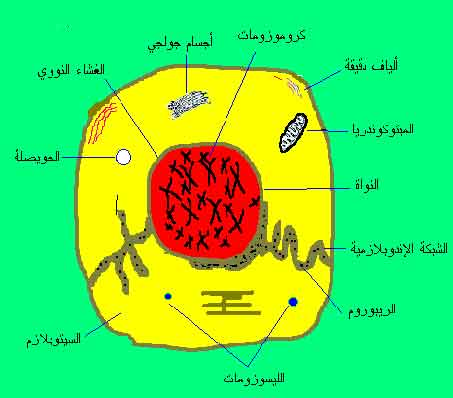 كروموزومات
أجسام جولجي
ألياف دقيقة
الغشاء النووي
الميتوكوندريا
الحويصلة
النواة
الشبكة الإندوبلازمية
الريبوزوم
السيتوبلازم
الليسوزومات